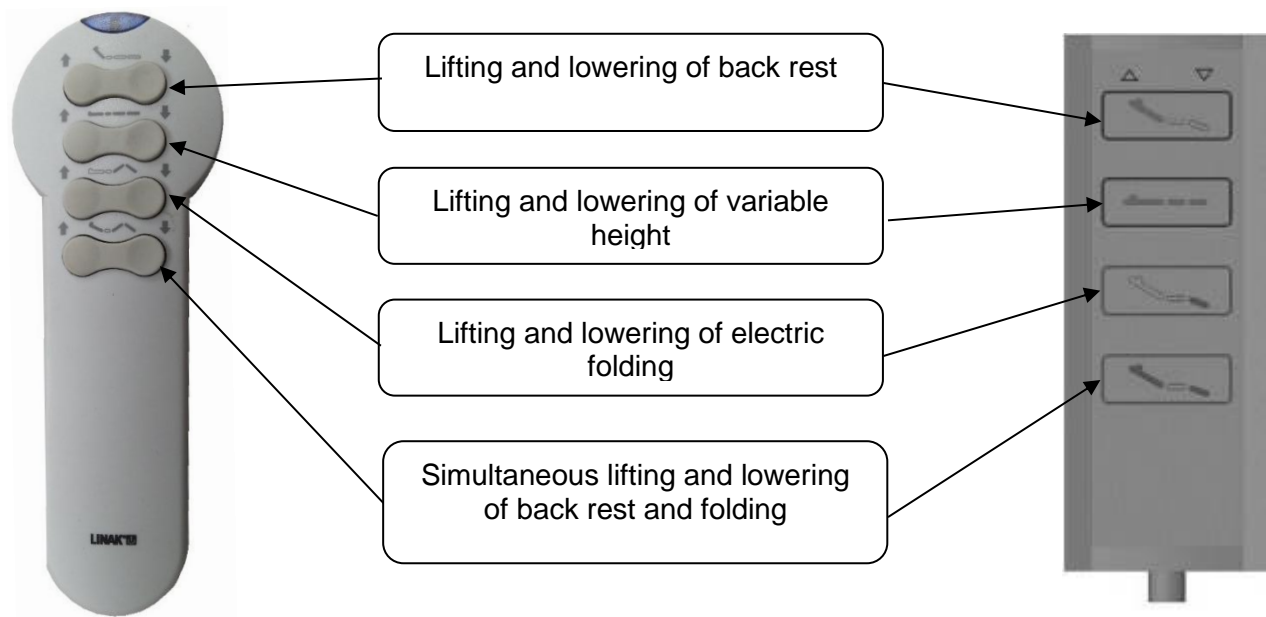 Lifting and lowering of back rest
Lifting and lowering of variable
height
Lifting and lowering of electric
folding
Simultaneous lifting and lowering
of back rest and folding
LINAK